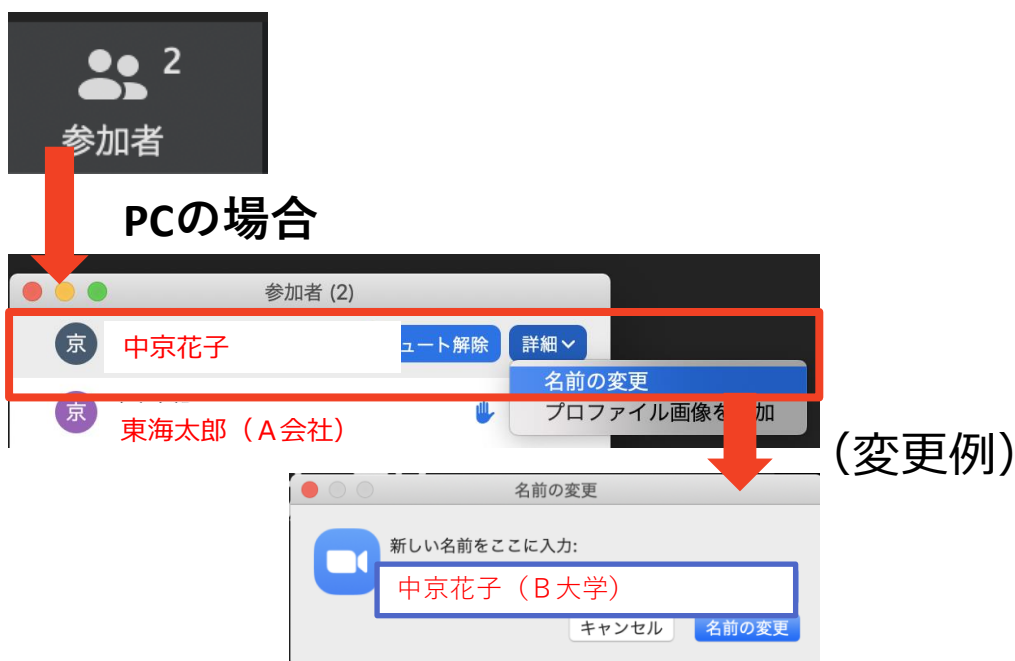 2
参加者
PCの場合
参加者 (2)
京 中京花子 ュート解除 詳細
名前の変更
京 東海太郎（Ａ会社） プロファイル画像を 加
（変更例）
名前の変更
新しい名前をここに入力:
中京花子（Ｂ大学）
キャンセル 名前の変更